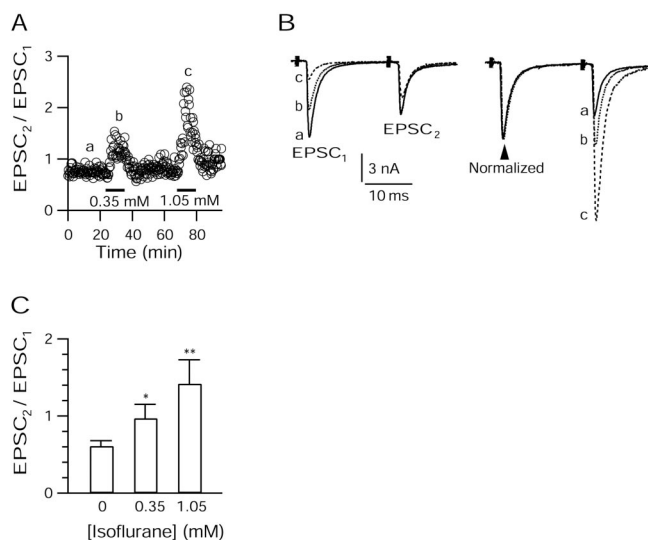 A
EPSC₂ / EPSC₁
3
2
1
0
a
b
c
0.35 mM
1.05 mM
0 20 40 60 80
Time (min)
B
c
b
a
EPSC₁
EPSC₂
3 nA
10 ms
Normalized
a
b
c
C
EPSC₂ / EPSC₁
2
1
0
*
**
0 0.35 1.05
[Isoflurane] (mM)